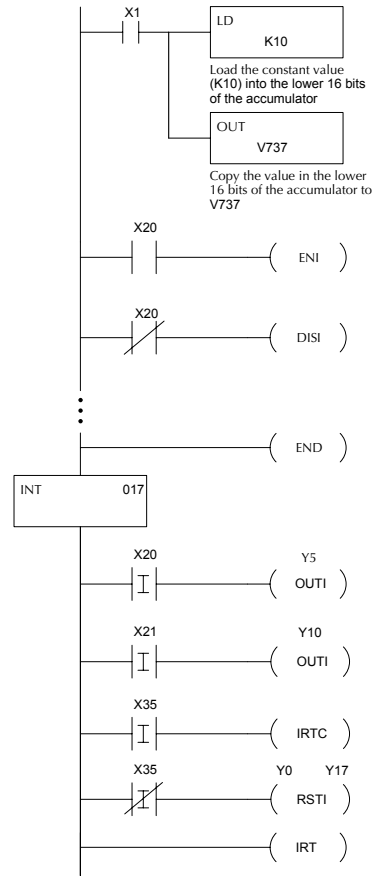 X1
LD
K10
Load the constant value
(K10) into the lower 16 bits
of the accumulator
OUT
V737
Copy the value in the lower
16 bits of the accumulator to
V737
X20
ENI
X20
DISI
END
INT 017
X20 Y5
OUTI
X21 Y10
OUTI
X35
IRTC
X35 Y0 Y17
RSTI
IRT